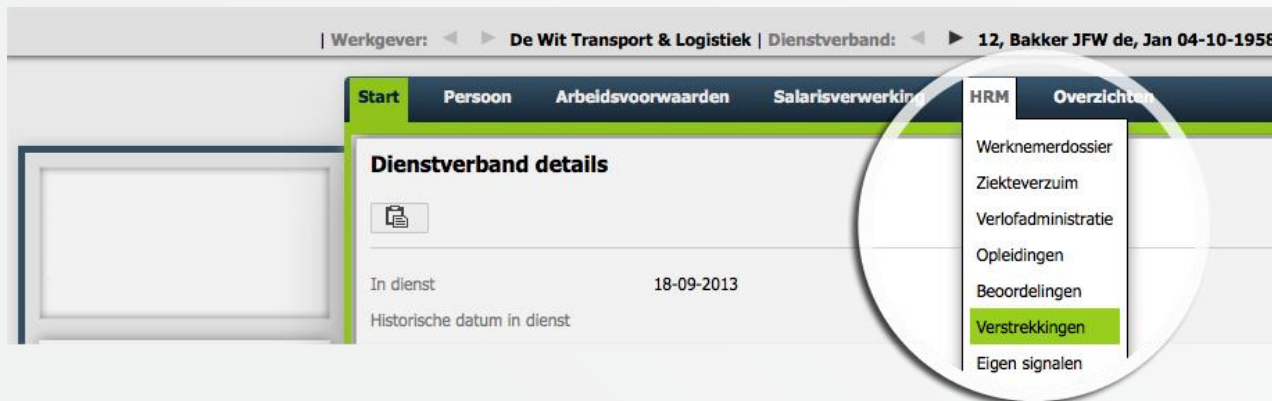 | Werkgever: De Wit Transport & Logistiek | Dienstverband: 12, Bakker JFW de, Jan 04-10-1958
Start Persoon Arbeidsvoorwaarden Salarisverwerking HRM Overzichten
Werknemerdossier
Dienstverband details
Ziekteverzuim
Verlofadministratie
Opleidingen
In dienst 18-09-2013
Beoordelingen
Historische datum in dienst
Verstrekkingen
Eigen signalen